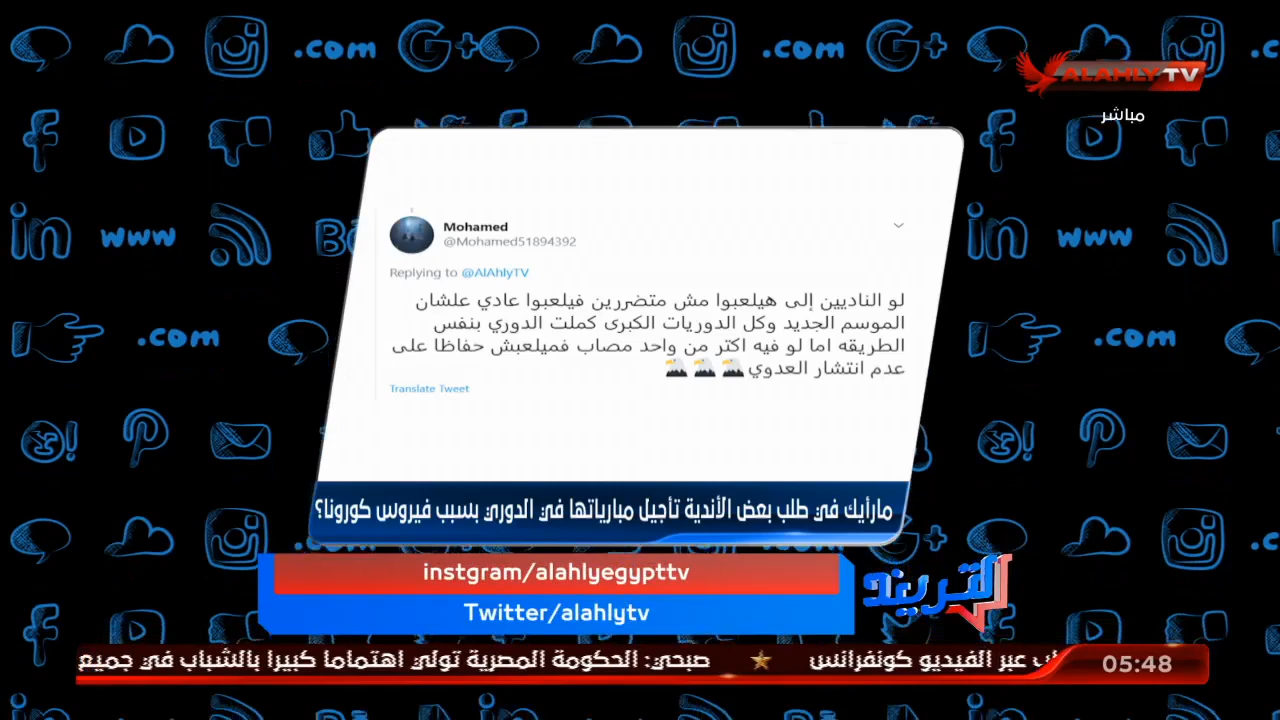 ALAHLY TV
مباشر
Mohamed
@Mohamed51894392
Replying to @AlAhlyTV
لو الناديين إلى هيلعبوا مش متضررين فيلعبوا عادي علشان
الموسم الجديد وكل الدوريات الكبرى كملت الدوري بنفس
الطريقه اما لو فيه اكتر من واحد مصاب فميلعبش حفاظا على
عدم انتشار العدوي
Translate Tweet
مارأيك في طلب بعض الأندية تأجيل مبارياتها في الدوري بسبب فيروس كورونا؟
instgram/alahlyegypttv
Twitter/alahlytv
التريند
عبر الفيديو كونفرانس ★ صبحي: الحكومة المصرية تولي اهتماما كبيرا بالشباب في جميع
05:48